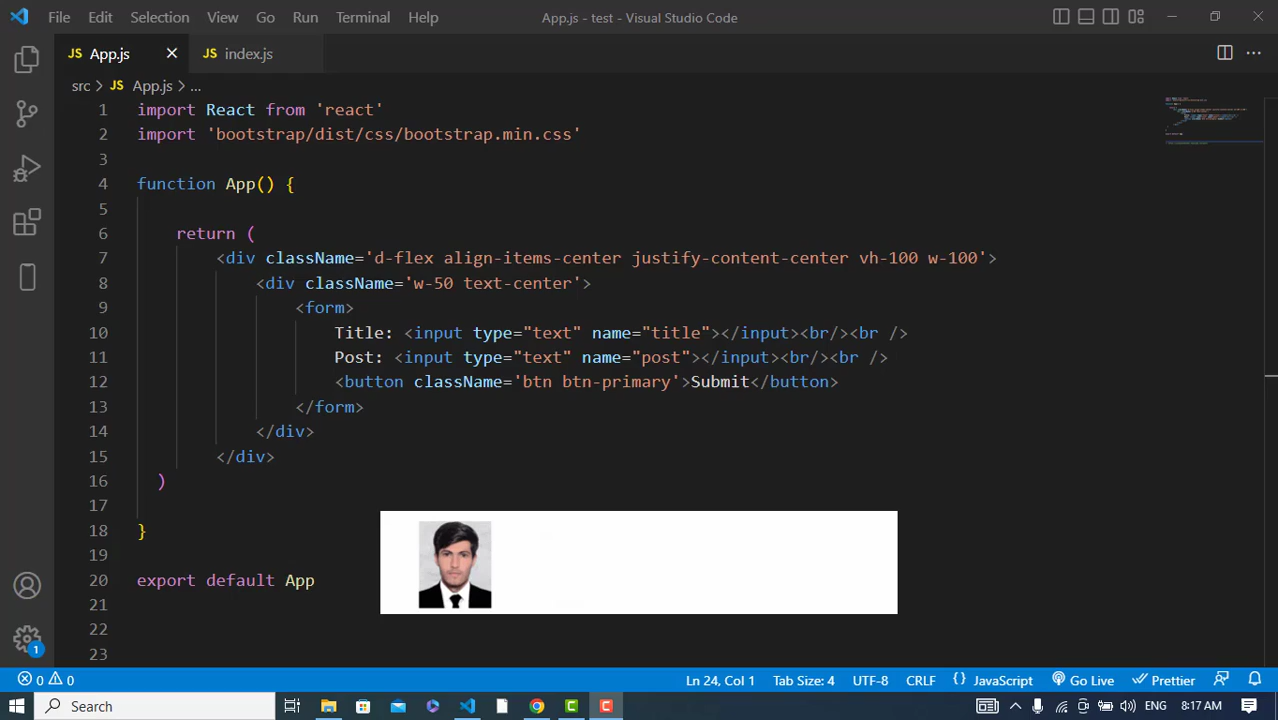 File Edit Selection View Go Run Terminal Help App.js - test - Visual Studio Code
JS App.js JS index.js
src > JS App.js > ...
1 import React from 'react'
2 import 'bootstrap/dist/css/bootstrap.min.css'
3
4 function App() {
5
6 return (
7 <div className='d-flex align-items-center justify-content-center vh-100 w-100'>
8 <div className='w-50 text-center'>
9 <form>
10 Title: <input type="text" name="title"></input><br/><br />
11 Post: <input type="text" name="post"></input><br/><br />
12 <button className='btn btn-primary'>Submit</button>
13 </form>
14 </div>
15 </div>
16 )
17
18 }
19
20 export default App
21
22
23
1
0 0 Ln 24, Col 1 Tab Size: 4 UTF-8 CRLF {} JavaScript Go Live Prettier
Search ENG 8:17 AM